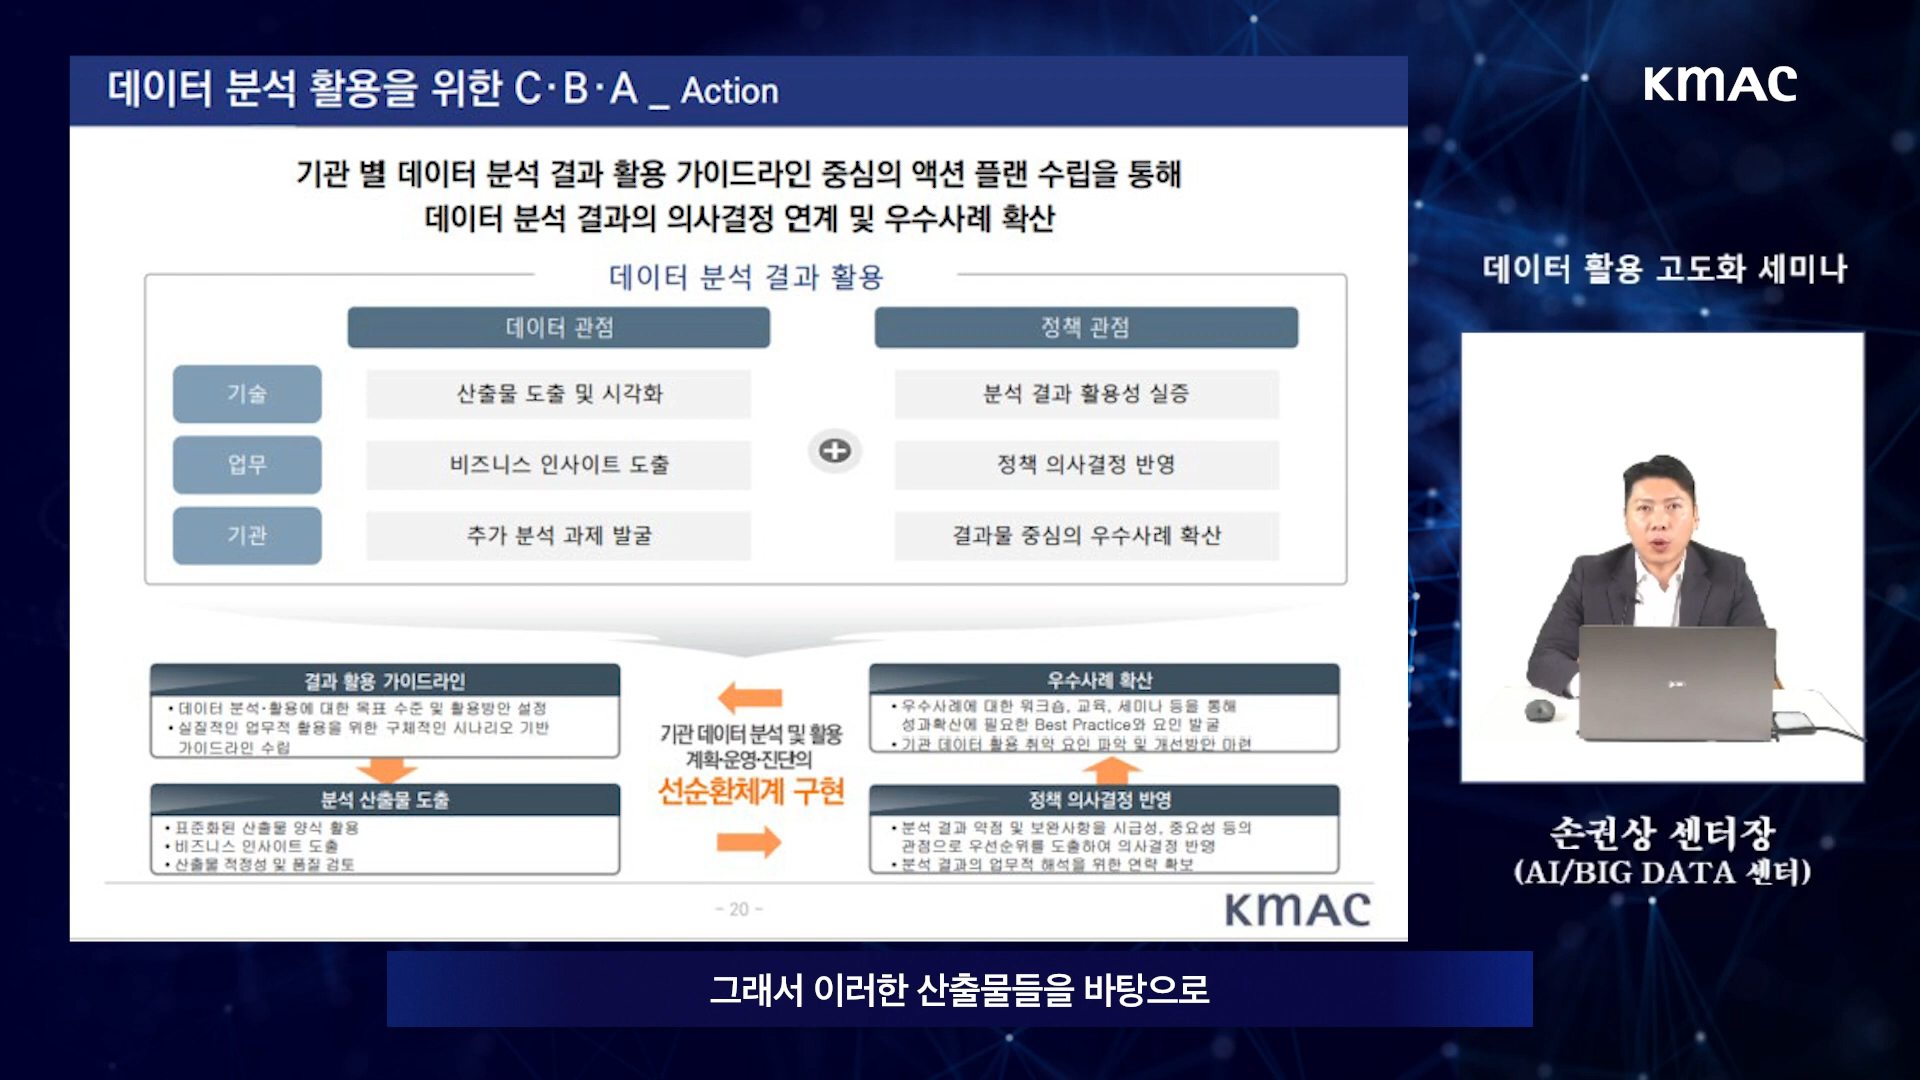 데이터 분석 활용을 위한 C·B·A _ Action
KMAC
기관 별 데이터 분석 결과 활용 가이드라인 중심의 액션 플랜 수립을 통해
데이터 분석 결과의 의사결정 연계 및 우수사례 확산
데이터 분석 결과 활용
데이터 관점
정책 관점
기술
산출물 도출 및 시각화
분석 결과 활용성 실증
업무
비즈니스 인사이트 도출
정책 의사결정 반영
기관
추가 분석 과제 발굴
결과물 중심의 우수사례 확산
결과 활용 가이드라인
• 데이터 분석·활용에 대한 목표 수준 및 활용방안 설정
• 실질적인 업무적 활용을 위한 구체적인 시나리오 기반
가이드라인 수립
분석 산출물 도출
• 표준화된 산출물 양식 활용
• 비즈니스 인사이트 도출
• 산출물 적정성 및 품질 검토
기관 데이터 분석 및 활용
계획·운영·진단의
선순환체계 구현
우수사례 확산
• 우수사례에 대한 워크숍, 교육, 세미나 등을 통해
성과확산에 필요한 Best Practice와 요인 발굴
• 기관 데이터 활용 취약 요인 파악 및 개선방안 마련
정책 의사결정 반영
• 분석 결과 약점 및 보완사항을 시급성, 중요성 등의
관점으로 우선순위를 도출하여 의사결정 반영
• 분석 결과의 업무적 해석을 위한 연락 확보
- 20 -
KMAC
데이터 활용 고도화 세미나
손권상 센터장
(AI/BIG DATA 센터)
그래서 이러한 산출물들을 바탕으로